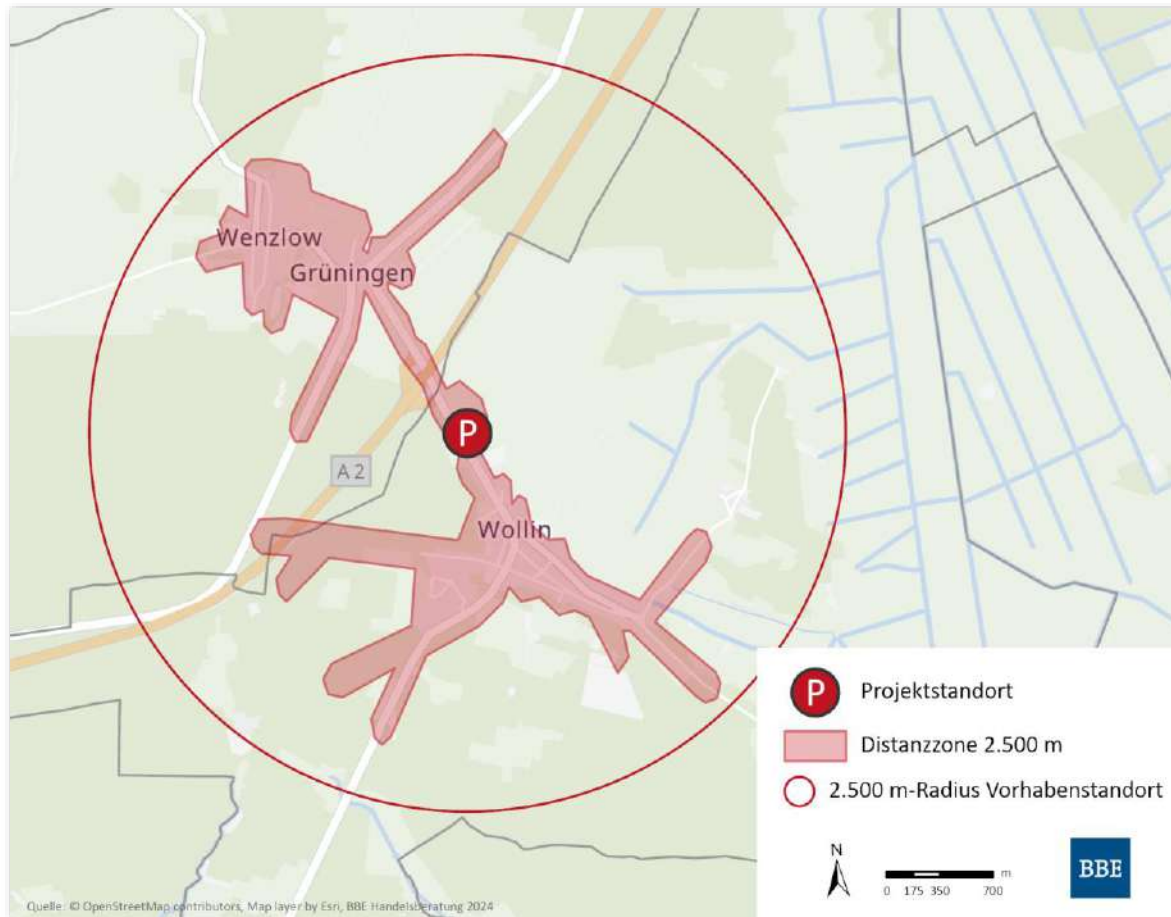 Wenzlow
Grüningen
P
A 2
Wollin
P Projektstandort
Distanzzone 2.500 m
2.500 m-Radius Vorhabenstandort
N
m
0 175 350 700
BBE
Quelle: © OpenStreetMap contributors, Map layer by Esri, BBE Handelsberatung 2024